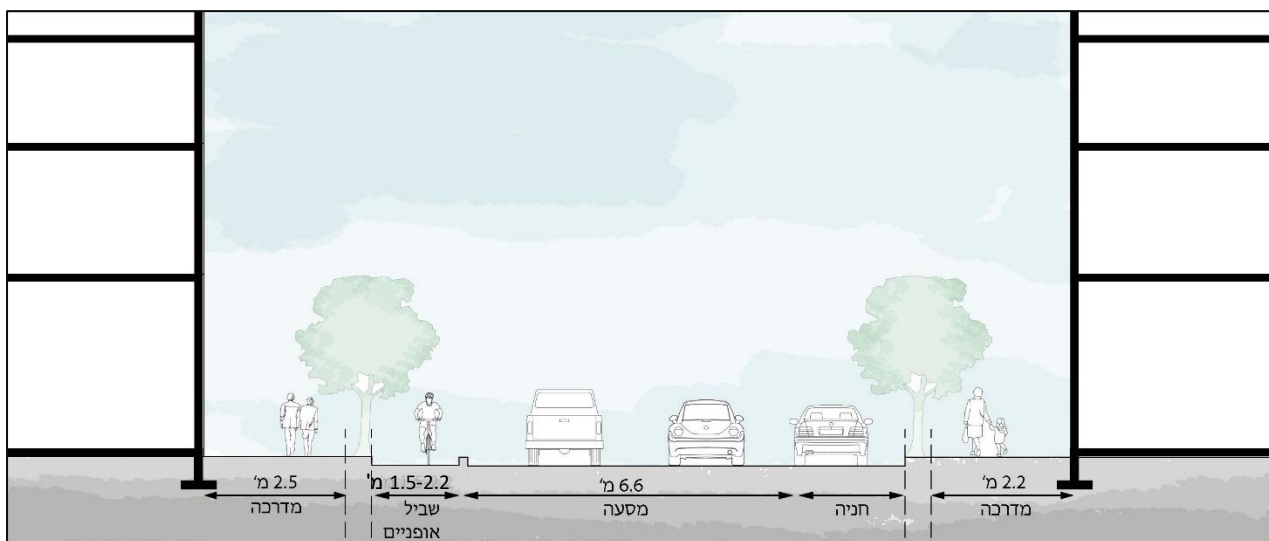 2.2 מ'
מדרכה
חניה
6.6 מ'
מסעה
1.5-2.2 מ'
שביל
אופניים
2.5 מ'
מדרכה